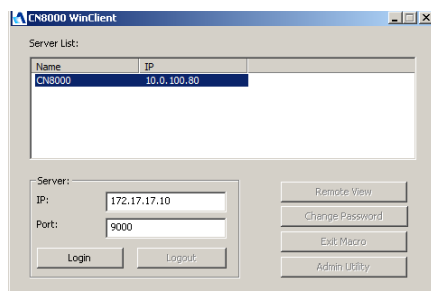 CN8000 WinClient
Server List:
Name IP
CN8000 10.0.100.80
Server:
IP: 172.17.17.10
Port: 9000
Login Logout
Remote View
Change Password
Exit Macro
Admin Utility